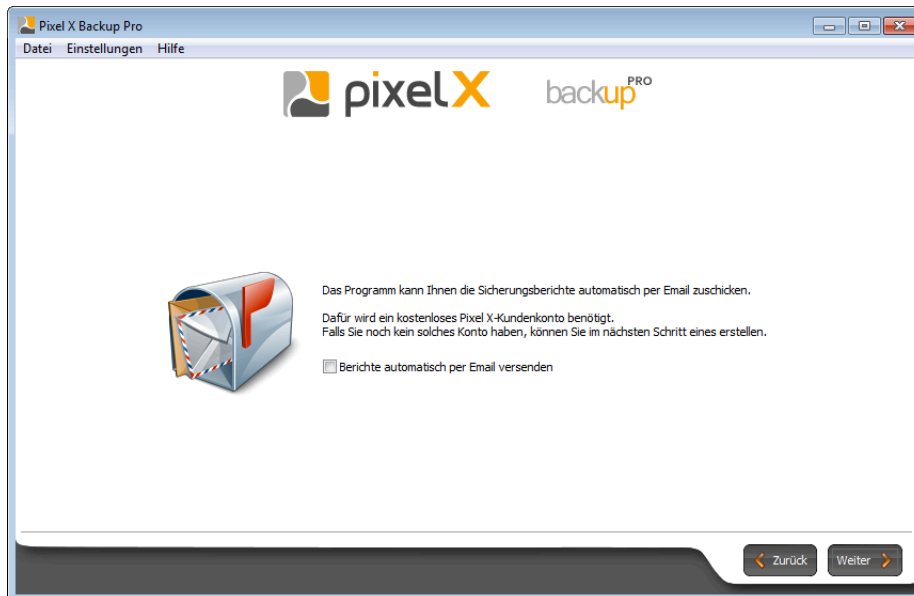 Pixel X Backup Pro
Datei Einstellungen Hilfe
pixelX backup PRO
Das Programm kann Ihnen die Sicherungsberichte automatisch per Email zuschicken.
Dafür wird ein kostenloses Pixel X-Kundenkonto benötigt.
Falls Sie noch kein solches Konto haben, können Sie im nächsten Schritt eines erstellen.
Berichte automatisch per Email versenden
Zurück Weiter